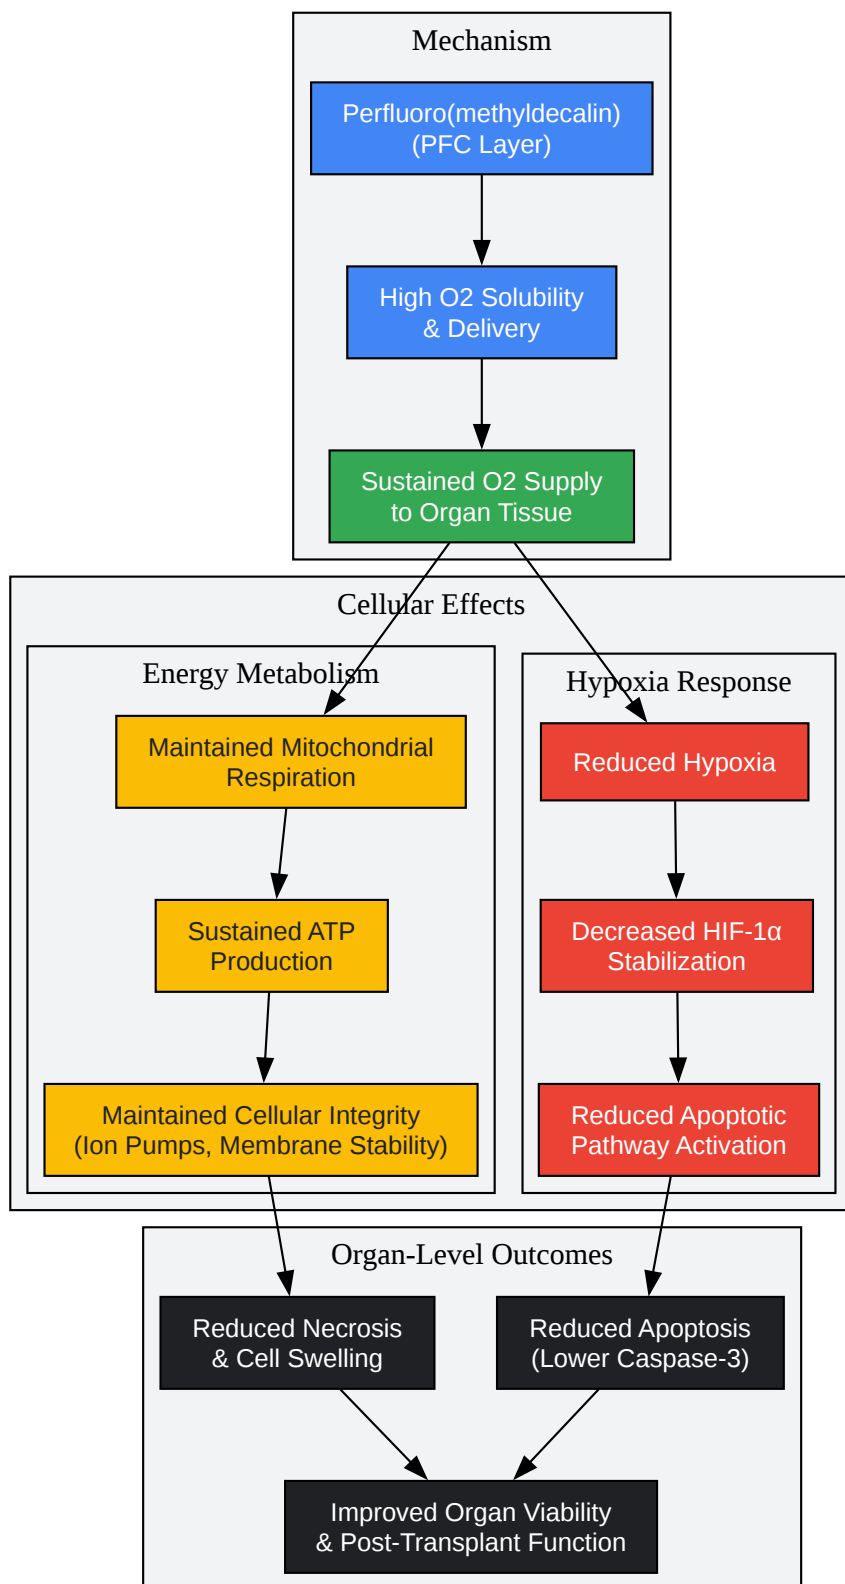 Mechanism
Perfluoro(methyldecalin)
(PFC Layer)
High O2 Solubility
& Delivery
Sustained O2 Supply
to Organ Tissue
Cellular Effects
Energy Metabolism
Maintained Mitochondrial
Respiration
Sustained ATP
Production
Maintained Cellular Integrity
(Ion Pumps, Membrane Stability)
Hypoxia Response
Reduced Hypoxia
Decreased HIF-1α
Stabilization
Reduced Apoptotic
Pathway Activation
Organ-Level Outcomes
Reduced Necrosis
& Cell Swelling
Reduced Apoptosis
(Lower Caspase-3)
Improved Organ Viability
& Post-Transplant Function